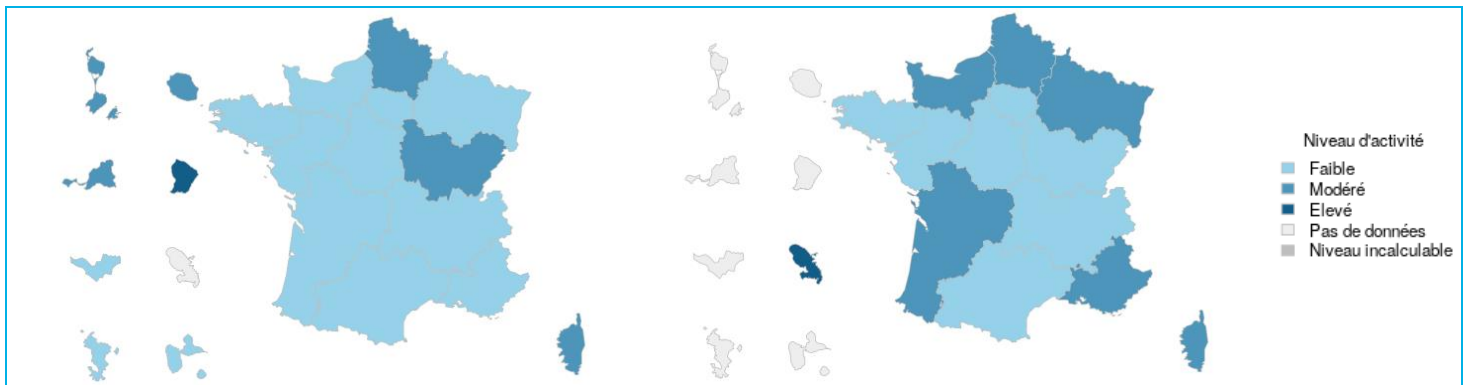 Niveau d'activité
Faible
Modéré
Elevé
Pas de données
Niveau incalculable